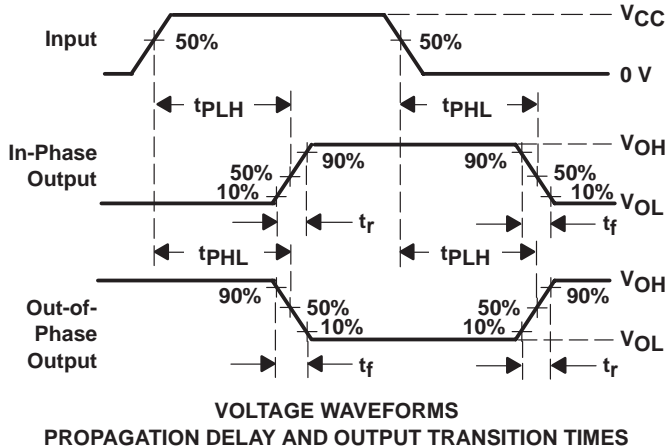 VCC
Input
50%
50%
0 V
tPLH
tPHL
In-Phase
Output
VOH
90%
90%
50%
50%
10%
10%
VOL
tr
tf
tPHL
tPLH
Out-of-
Phase
Output
VOH
90%
90%
50%
50%
10%
10%
VOL
tf
tr
VOLTAGE WAVEFORMS
PROPAGATION DELAY AND OUTPUT TRANSITION TIMES